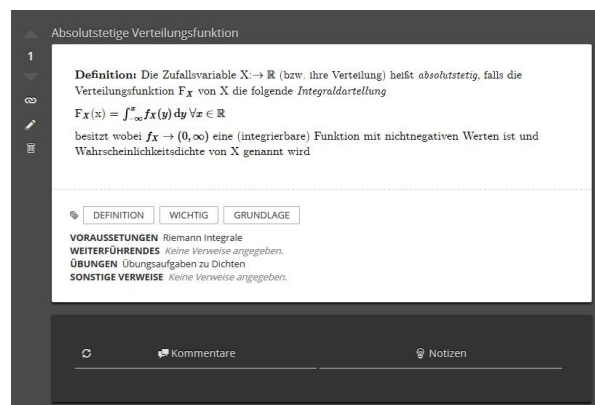 Absolutstetige Verteilungsfunktion
1
Definition: Die Zufallsvariable X:→ ℝ (bzw. ihre Verteilung) heißt absolutstetig, falls die
Verteilungsfunktion F_X von X die folgende Integraldartellung
F_X(x) = ∫_{-∞}^{x} f_X(y) dy ∀x ∈ ℝ
besitzt wobei f_X → (0, ∞) eine (integrierbare) Funktion mit nichtnegativen Werten ist und
Wahrscheinlichkeitsdichte von X genannt wird
DEFINITION WICHTIG GRUNDLAGE
VORAUSSETUNGEN Riemann Integrale
WEITERFÜHRENDES Keine Verweise angegeben.
ÜBUNGEN Übungsaufgaben zu Dichten
SONSTIGE VERWEISE Keine Verweise angegeben.
Kommentare Notizen